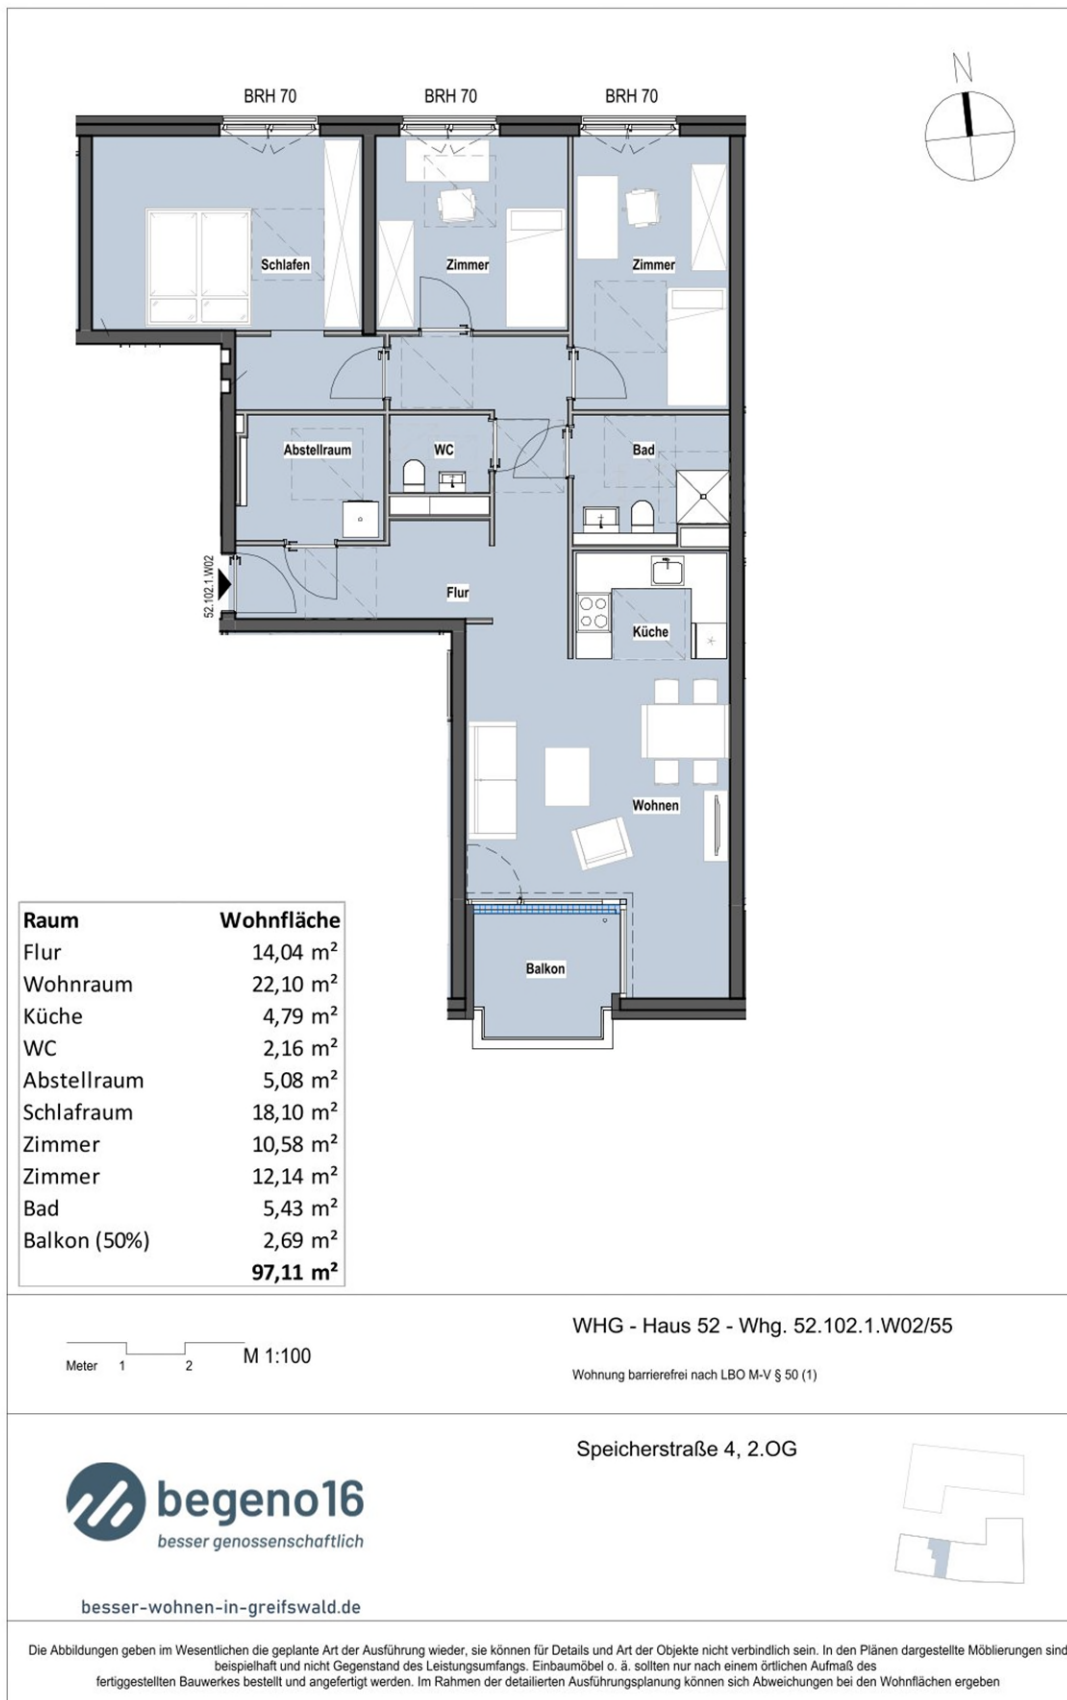 N
BRH 70
BRH 70
BRH 70
Schlafen
Zimmer
Zimmer
Abstellraum
WC
Bad
52.102.1.W02
Flur
Küche
Wohnen
Balkon
Raum Wohnfläche
Flur 14,04 m²
Wohnraum 22,10 m²
Küche 4,79 m²
WC 2,16 m²
Abstellraum 5,08 m²
Schlafraum 18,10 m²
Zimmer 10,58 m²
Zimmer 12,14 m²
Bad 5,43 m²
Balkon (50%) 2,69 m²
97,11 m²
Meter 1 2 M 1:100
WHG - Haus 52 - Whg. 52.102.1.W02/55
Wohnung barrierefrei nach LBO M-V § 50 (1)
Speicherstraße 4, 2.OG
begeno16
besser genossenschaftlich
besser-wohnen-in-greifswald.de
Die Abbildungen geben im Wesentlichen die geplante Art der Ausführung wieder, sie können für Details und Art der Objekte nicht verbindlich sein. In den Plänen dargestellte Möblierungen sind
beispielhaft und nicht Gegenstand des Leistungsumfangs. Einbaumöbel o. ä. sollten nur nach einem örtlichen Aufmaß des
fertiggestellten Bauwerkes bestellt und angefertigt werden. Im Rahmen der detailierten Ausführungsplanung können sich Abweichungen bei den Wohnflächen ergeben